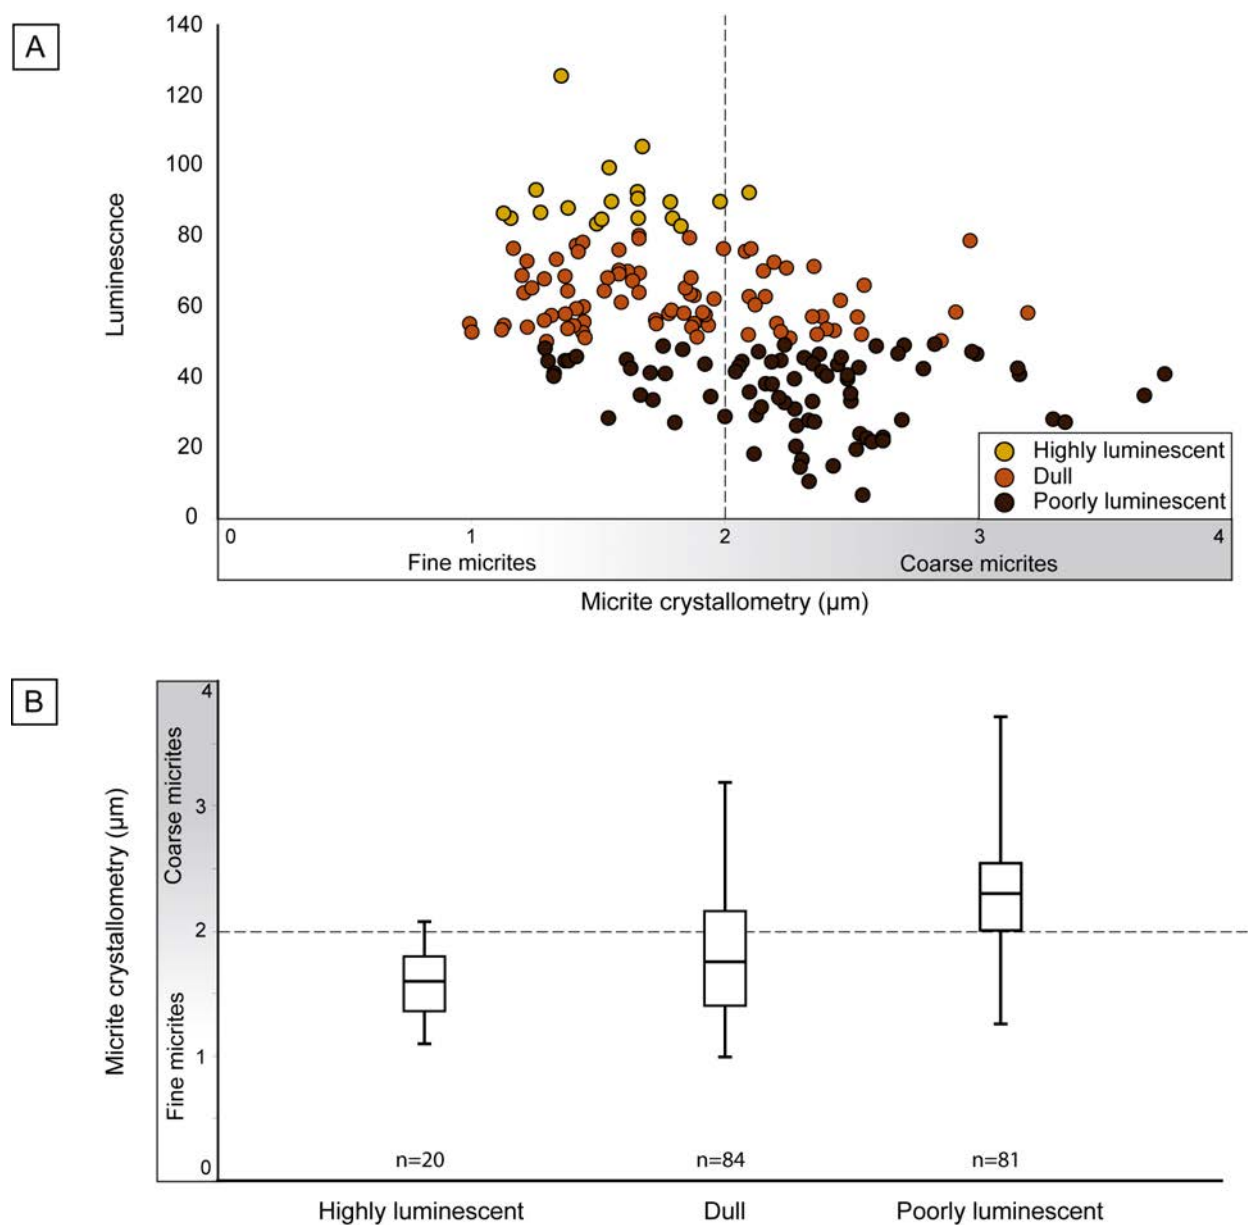 A
140
120
100
80
60
40
20
0
Luminescnce
Highly luminescent
Dull
Poorly luminescent
0 1 2 3 4
Fine micrites Coarse micrites
Micrite crystallometry (µm)
B
4
3
2
1
0
Coarse micrites
Fine micrites
Micrite crystallometry (µm)
n=20 n=84 n=81
Highly luminescent Dull Poorly luminescent